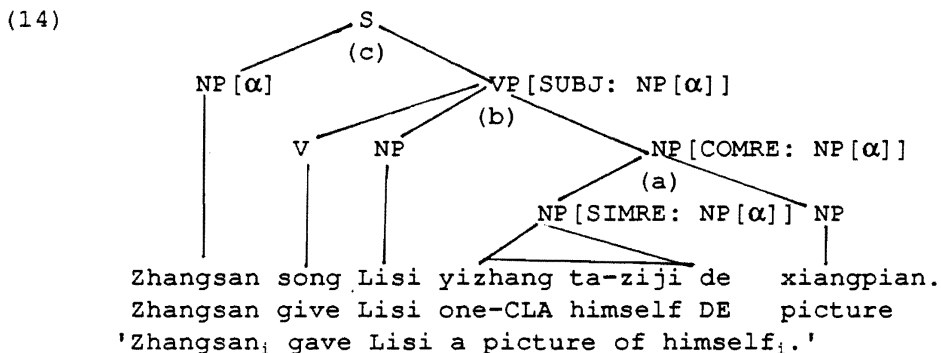 (14) S
(c)
NP[α] VP[SUBJ: NP[α]]
(b)
V NP NP[COMRE: NP[α]]
(a)
NP[SIMRE: NP[α]] NP
Zhangsan song Lisi yizhang ta-ziji de xiangpian.
Zhangsan give Lisi one-CLA himself DE picture
'Zhangsanᵢ gave Lisi a picture of himselfᵢ.'